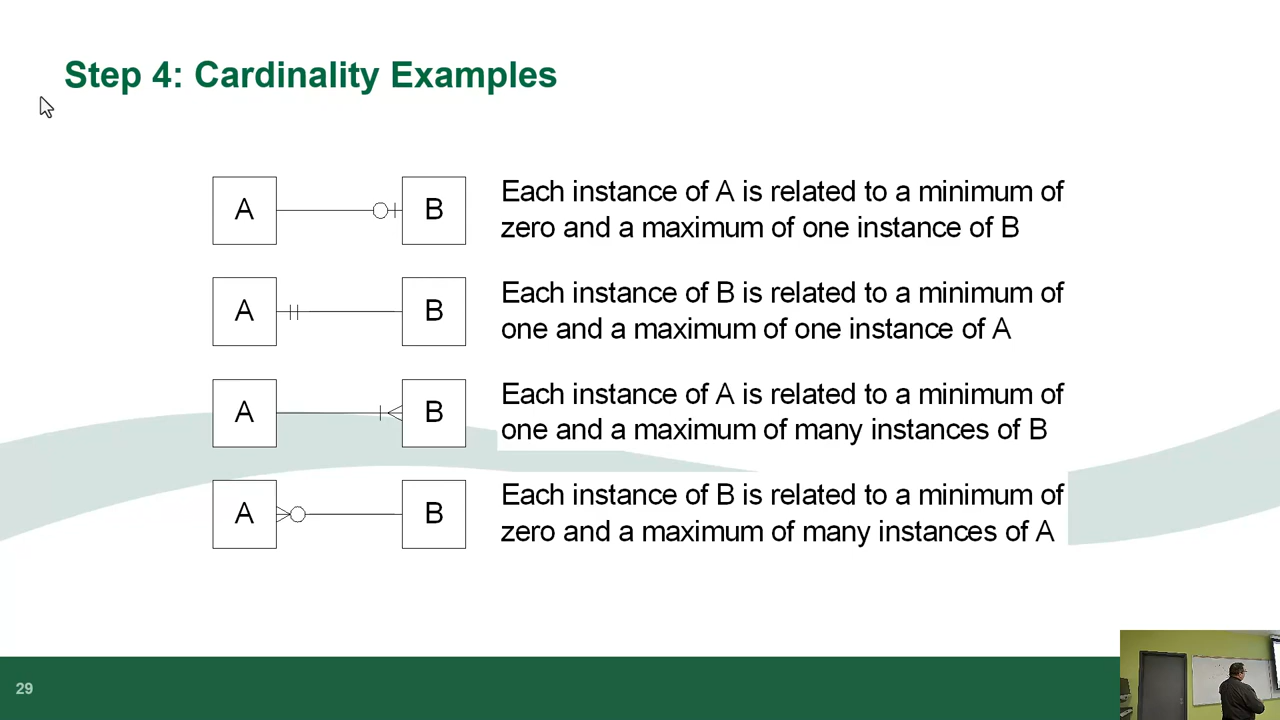 Step 4: Cardinality Examples
A B Each instance of A is related to a minimum of
zero and a maximum of one instance of B
A B Each instance of B is related to a minimum of
one and a maximum of one instance of A
A B Each instance of A is related to a minimum of
one and a maximum of many instances of B
A B Each instance of B is related to a minimum of
zero and a maximum of many instances of A
29